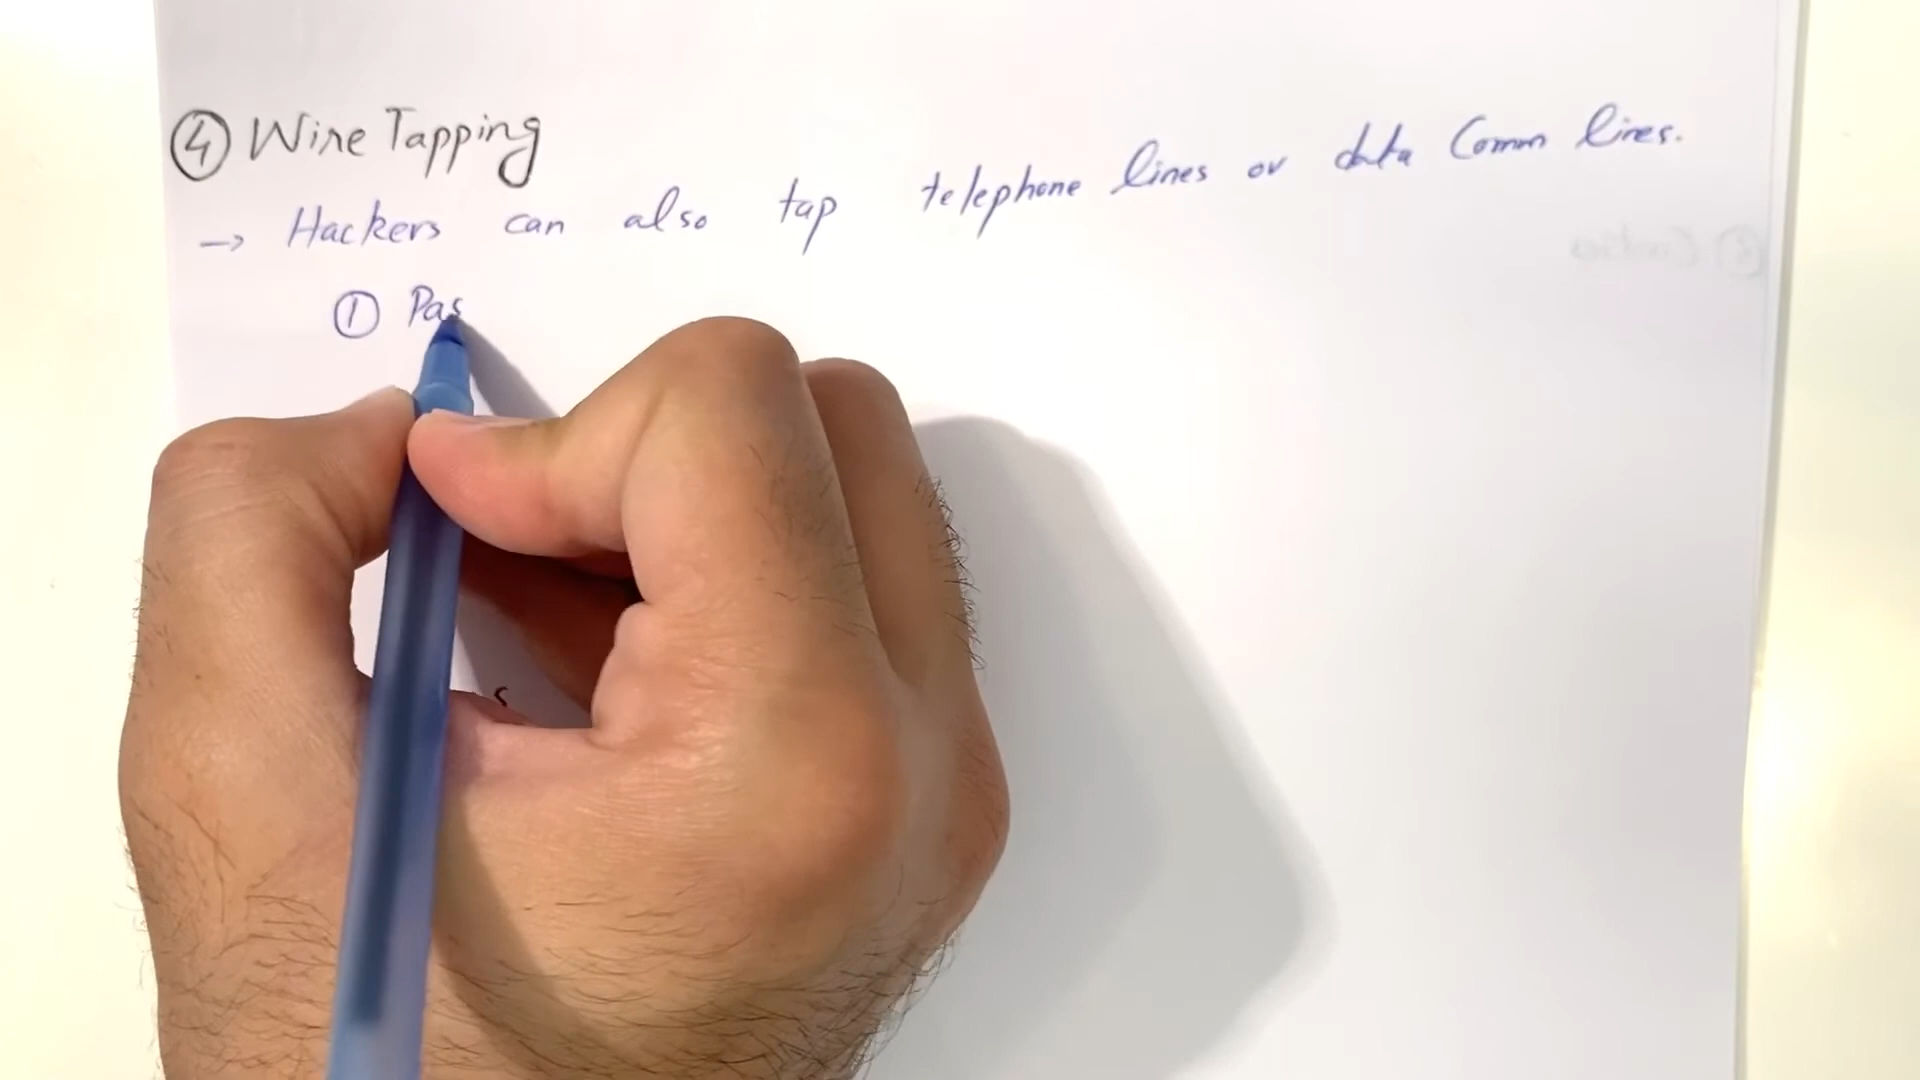 ④ Wire Tapping
→ Hackers can also tap telephone lines or data Comm lines.
① Pas